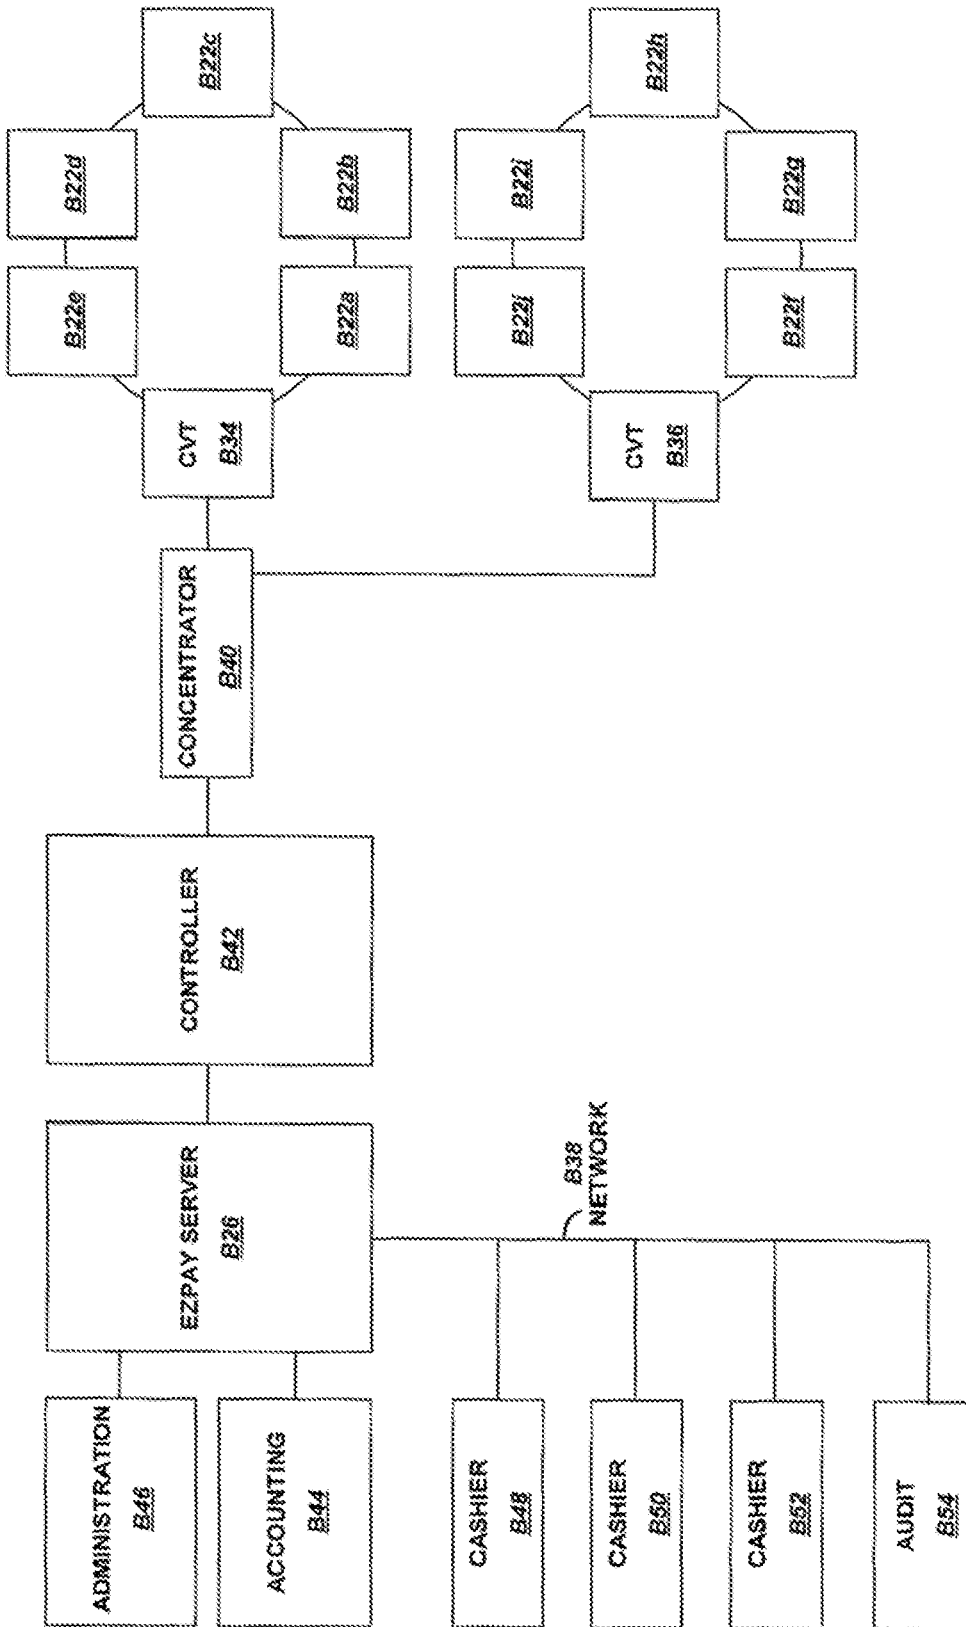 B22c
B22d
B22b
B22e
B22a
CVT
B34
B22h
B22i
B22g
B22j
B22f
CVT
B36
CONCENTRATOR
B40
CONTROLLER
B42
EZPAY SERVER
B26
B38
NETWORK
ADMINISTRATION
B46
ACCOUNTING
B44
CASHIER
B48
CASHIER
B50
CASHIER
B52
AUDIT
B54